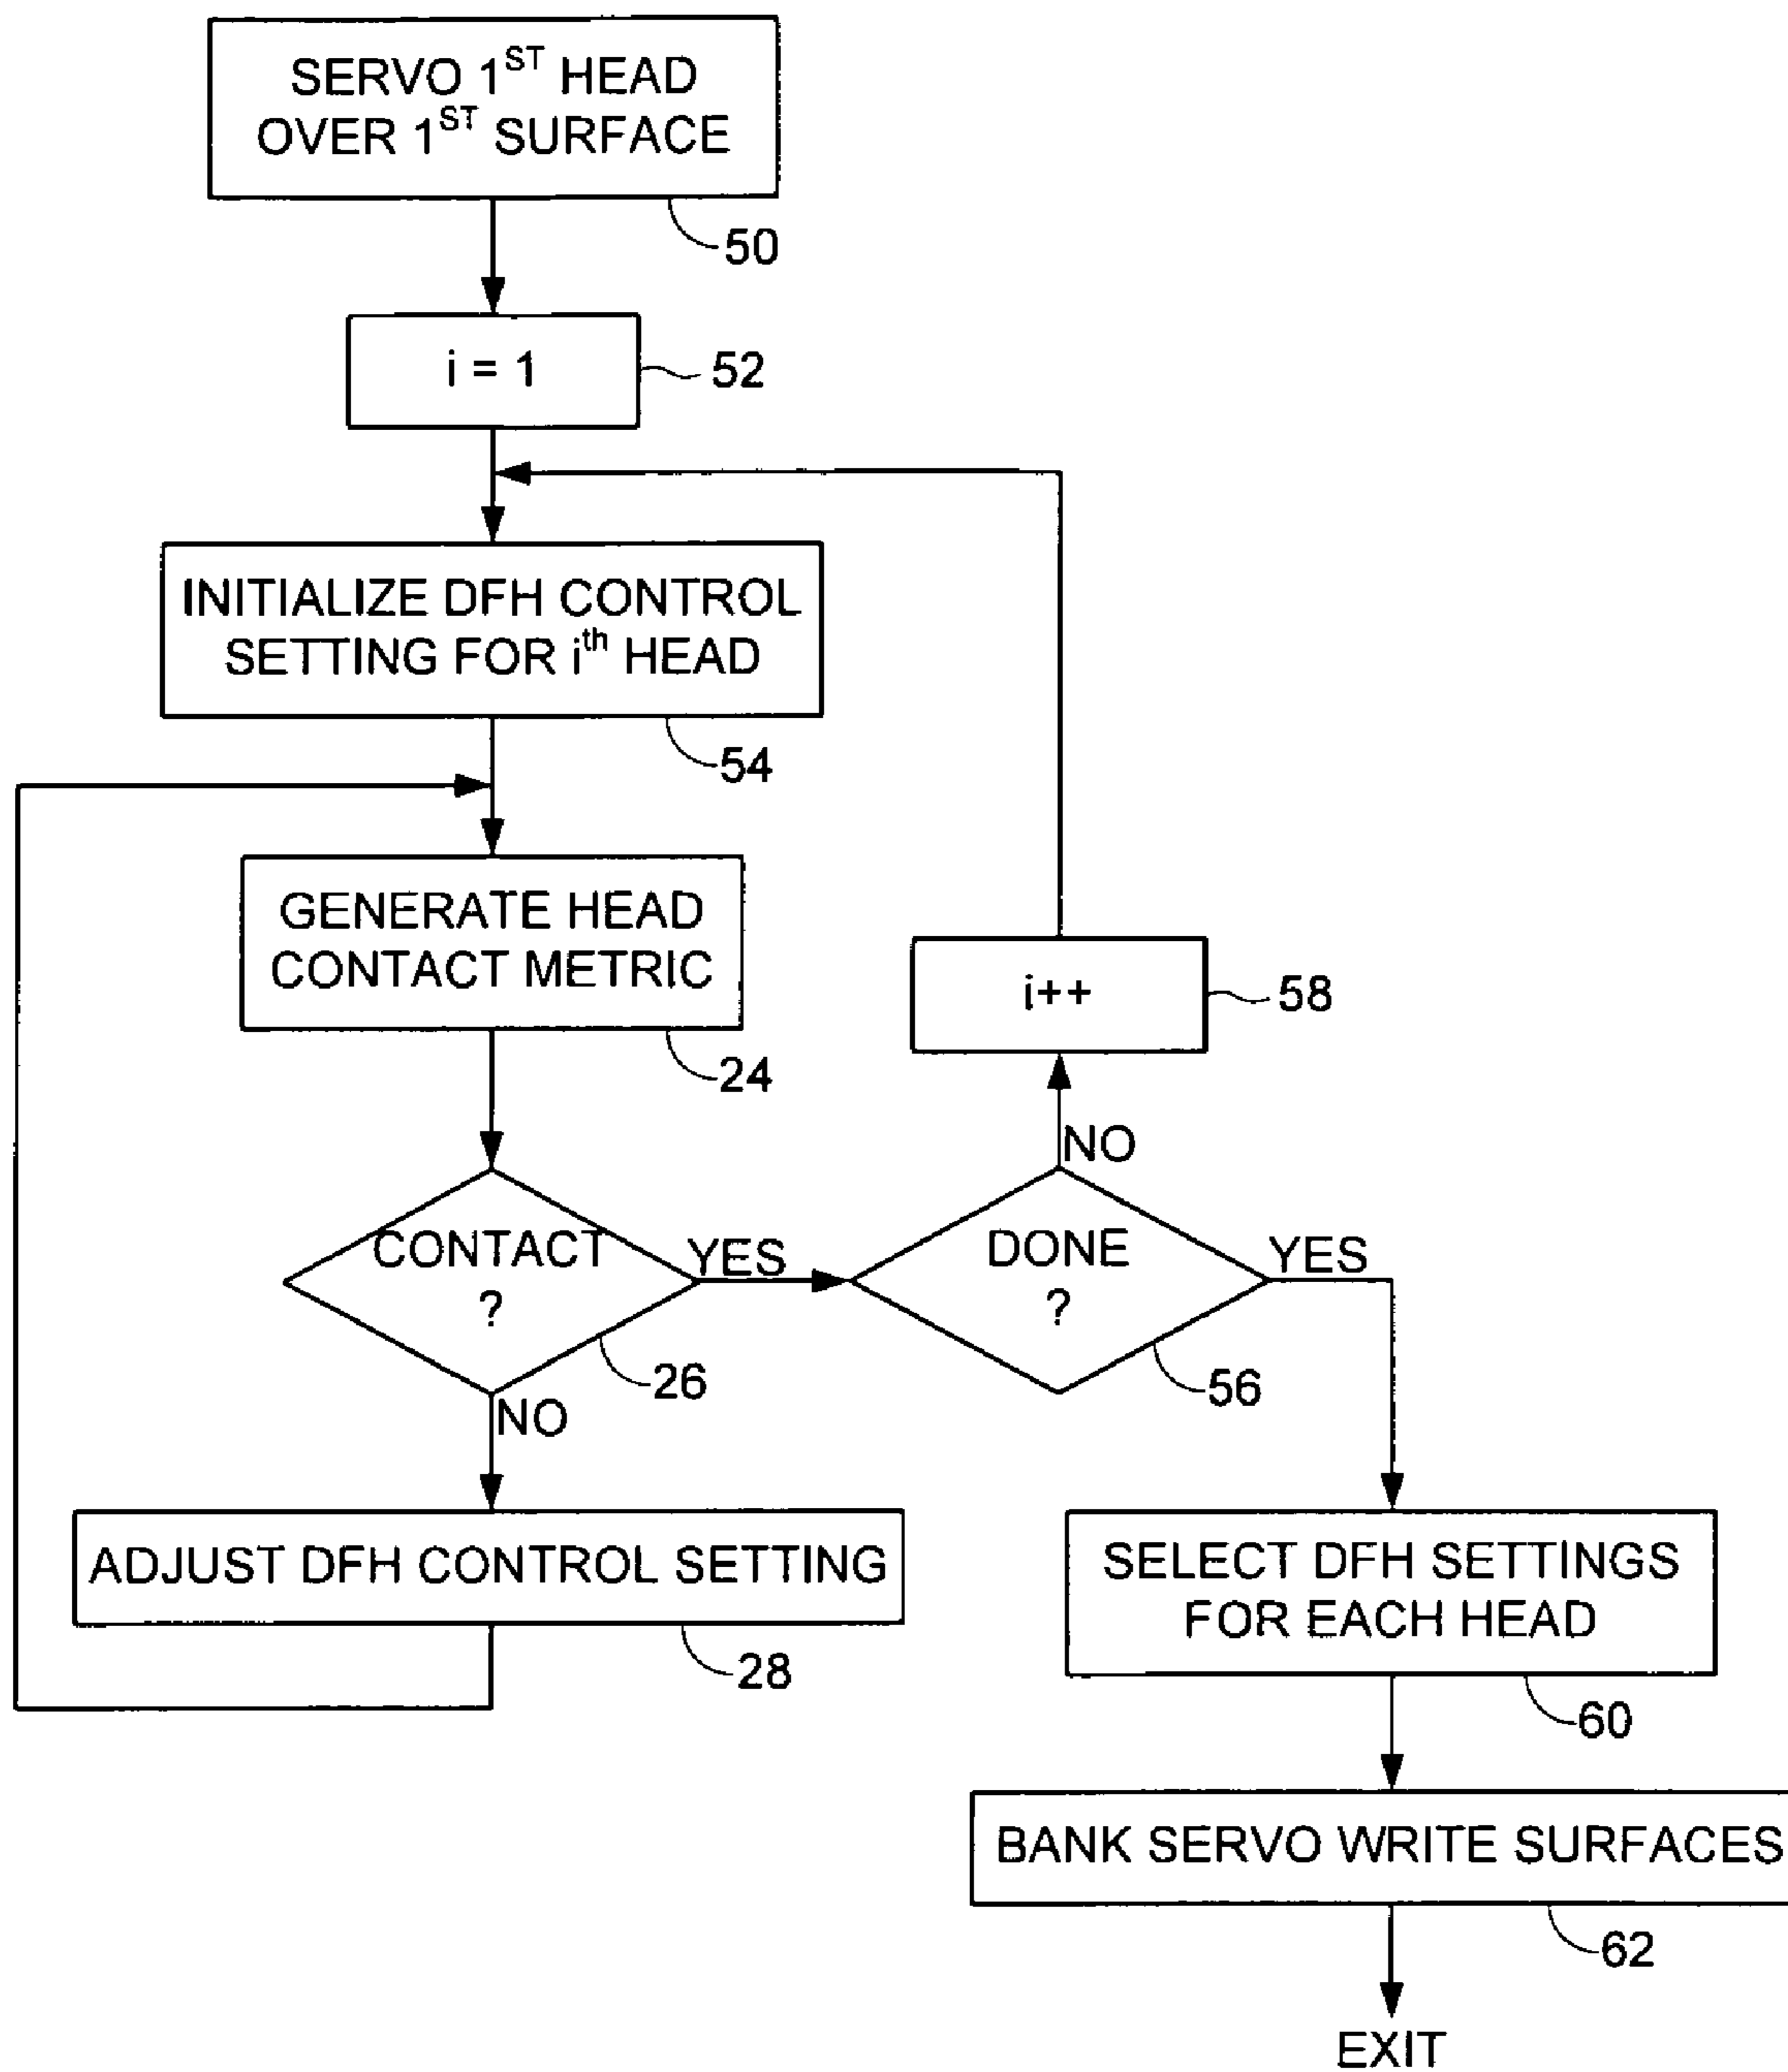 SERVO 1ST HEAD
OVER 1ST SURFACE
50
i = 1
52
INITIALIZE DFH CONTROL
SETTING FOR ith HEAD
54
GENERATE HEAD
CONTACT METRIC
24
i++
58
CONTACT
?
YES
26
NO
DONE
?
NO
YES
56
ADJUST DFH CONTROL SETTING
28
SELECT DFH SETTINGS
FOR EACH HEAD
60
BANK SERVO WRITE SURFACES
62
EXIT